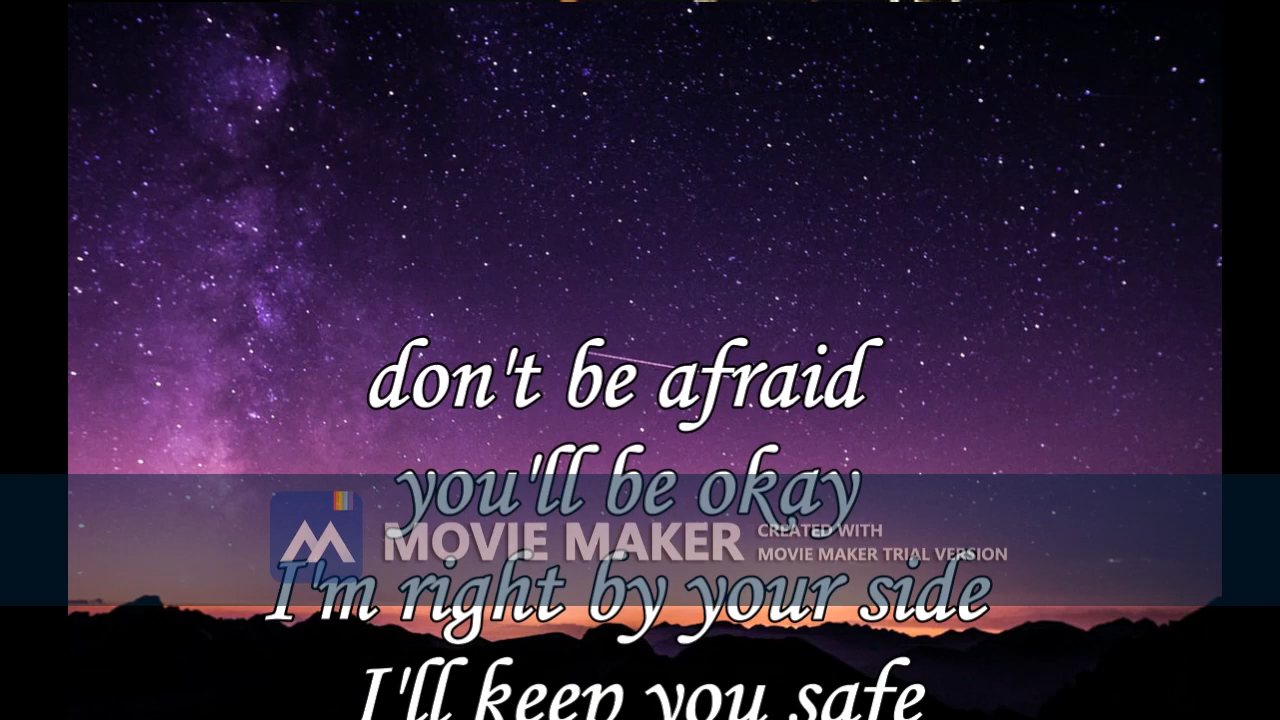 don't be afraid
you'll be okay
MOVIE MAKER
CREATED WITH
MOVIE MAKER TRIAL VERSION
I'm right by your side
I'll keep you safe